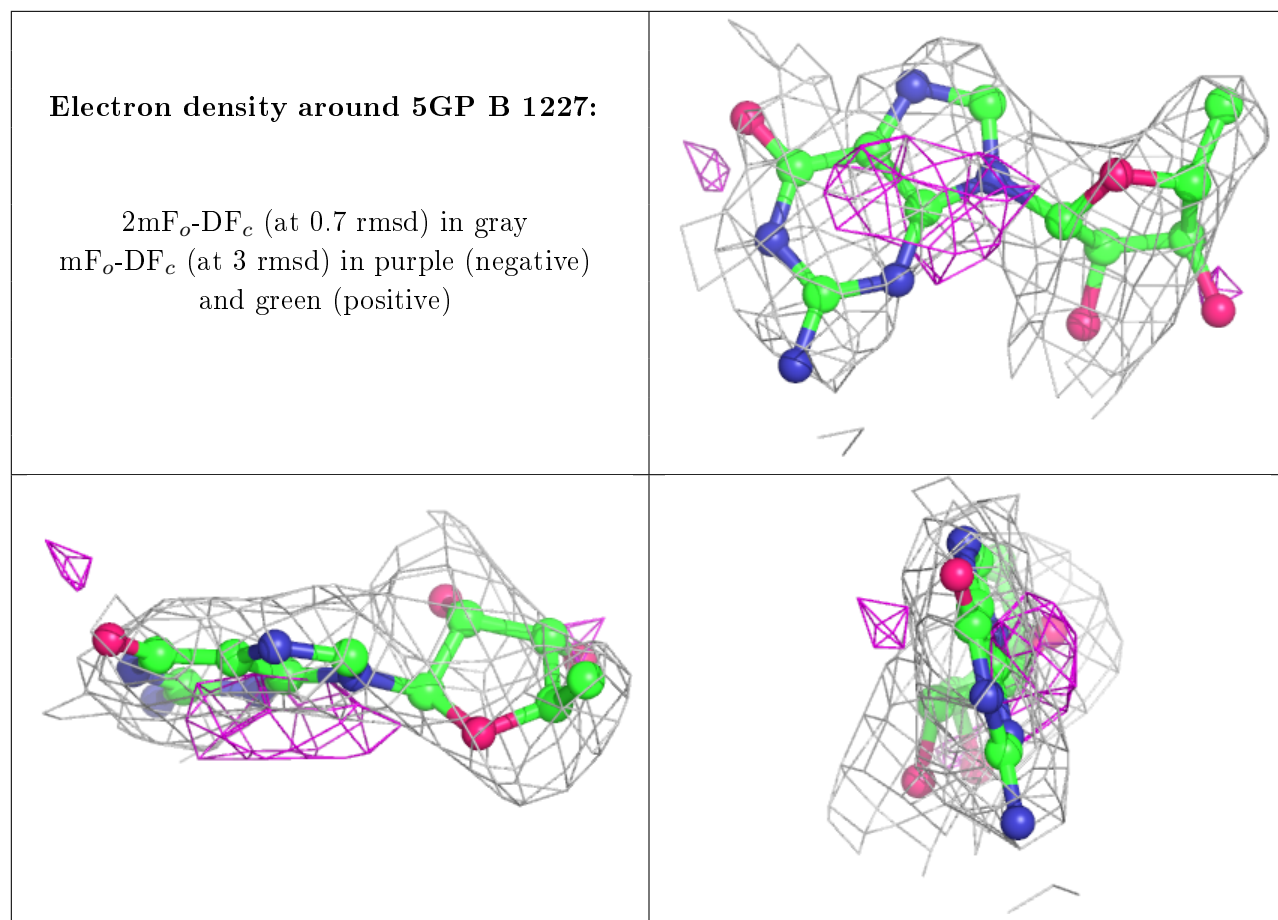 Electron density around 5GP B 1227:
2mFo-DFc (at 0.7 rmsd) in gray
mFo-DFc (at 3 rmsd) in purple (negative)
and green (positive)